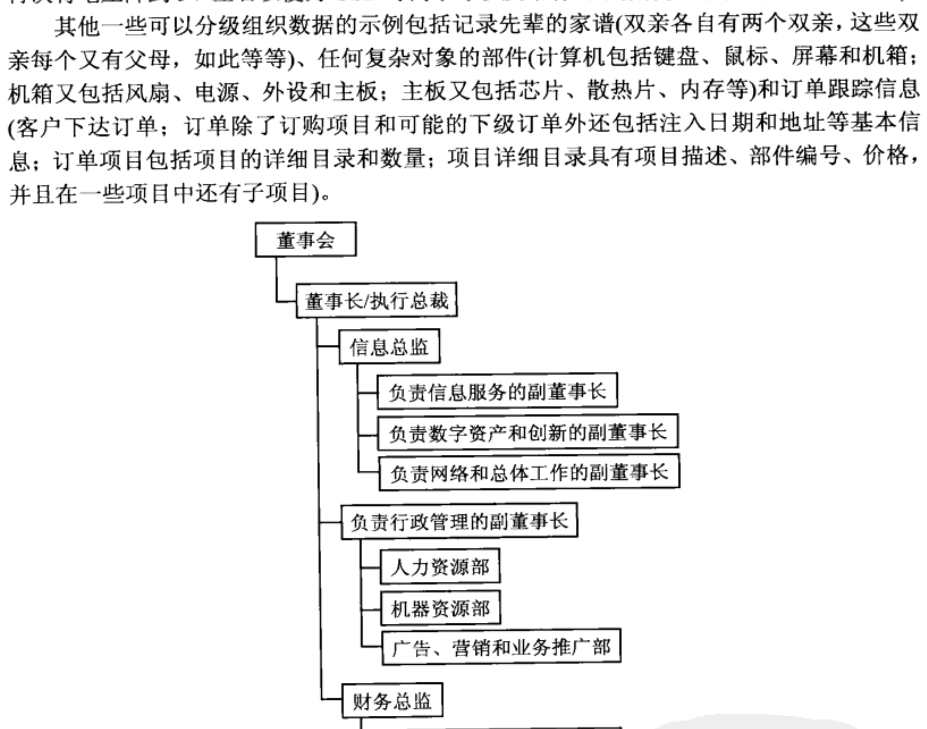 其他一些可以分级组织数据的示例包括记录先辈的家谱(双亲各自有两个双亲，这些双
亲每个又有父母，如此等等)、任何复杂对象的部件(计算机包括键盘、鼠标、屏幕和机箱；
机箱又包括风扇、电源、外设和主板；主板又包括芯片、散热片、内存等)和订单跟踪信息
(客户下达订单；订单除了订购项目和可能的下级订单外还包括注入日期和地址等基本信
息；订单项目包括项目的详细目录和数量；项目详细目录具有项目描述、部件编号、价格，
并且在一些项目中还有子项目)。
董事会
董事长/执行总裁
信息总监
负责信息服务的副董事长
负责数字资产和创新的副董事长
负责网络和总体工作的副董事长
负责行政管理的副董事长
人力资源部
机器资源部
广告、营销和业务推广部
财务总监